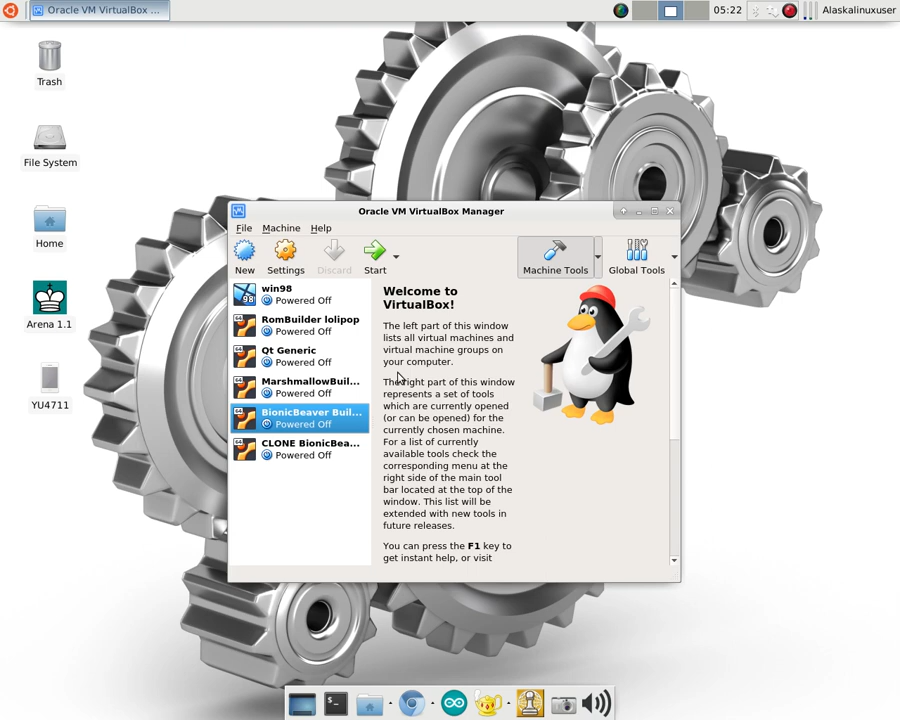 Oracle VM VirtualBox ...
05:22
Alaskalinuxuser
Trash
File System
Home
Arena 1.1
YU4711
Oracle VM VirtualBox Manager
File Machine Help
New Settings Discard Start Machine Tools Global Tools
98
win98
Powered Off
64
RomBuilder lolipop
Powered Off
64
Qt Generic
Powered Off
64
MarshmallowBuil...
Powered Off
64
BionicBeaver Buil...
Powered Off
64
CLONE BionicBea...
Powered Off
Welcome to
VirtualBox!
The left part of this window
lists all virtual machines and
virtual machine groups on
your computer.
The right part of this window
represents a set of tools
which are currently opened
(or can be opened) for the
currently chosen machine.
For a list of currently
available tools check the
corresponding menu at the
right side of the main tool
bar located at the top of the
window. This list will be
extended with new tools in
future releases.
You can press the F1 key to
get instant help, or visit